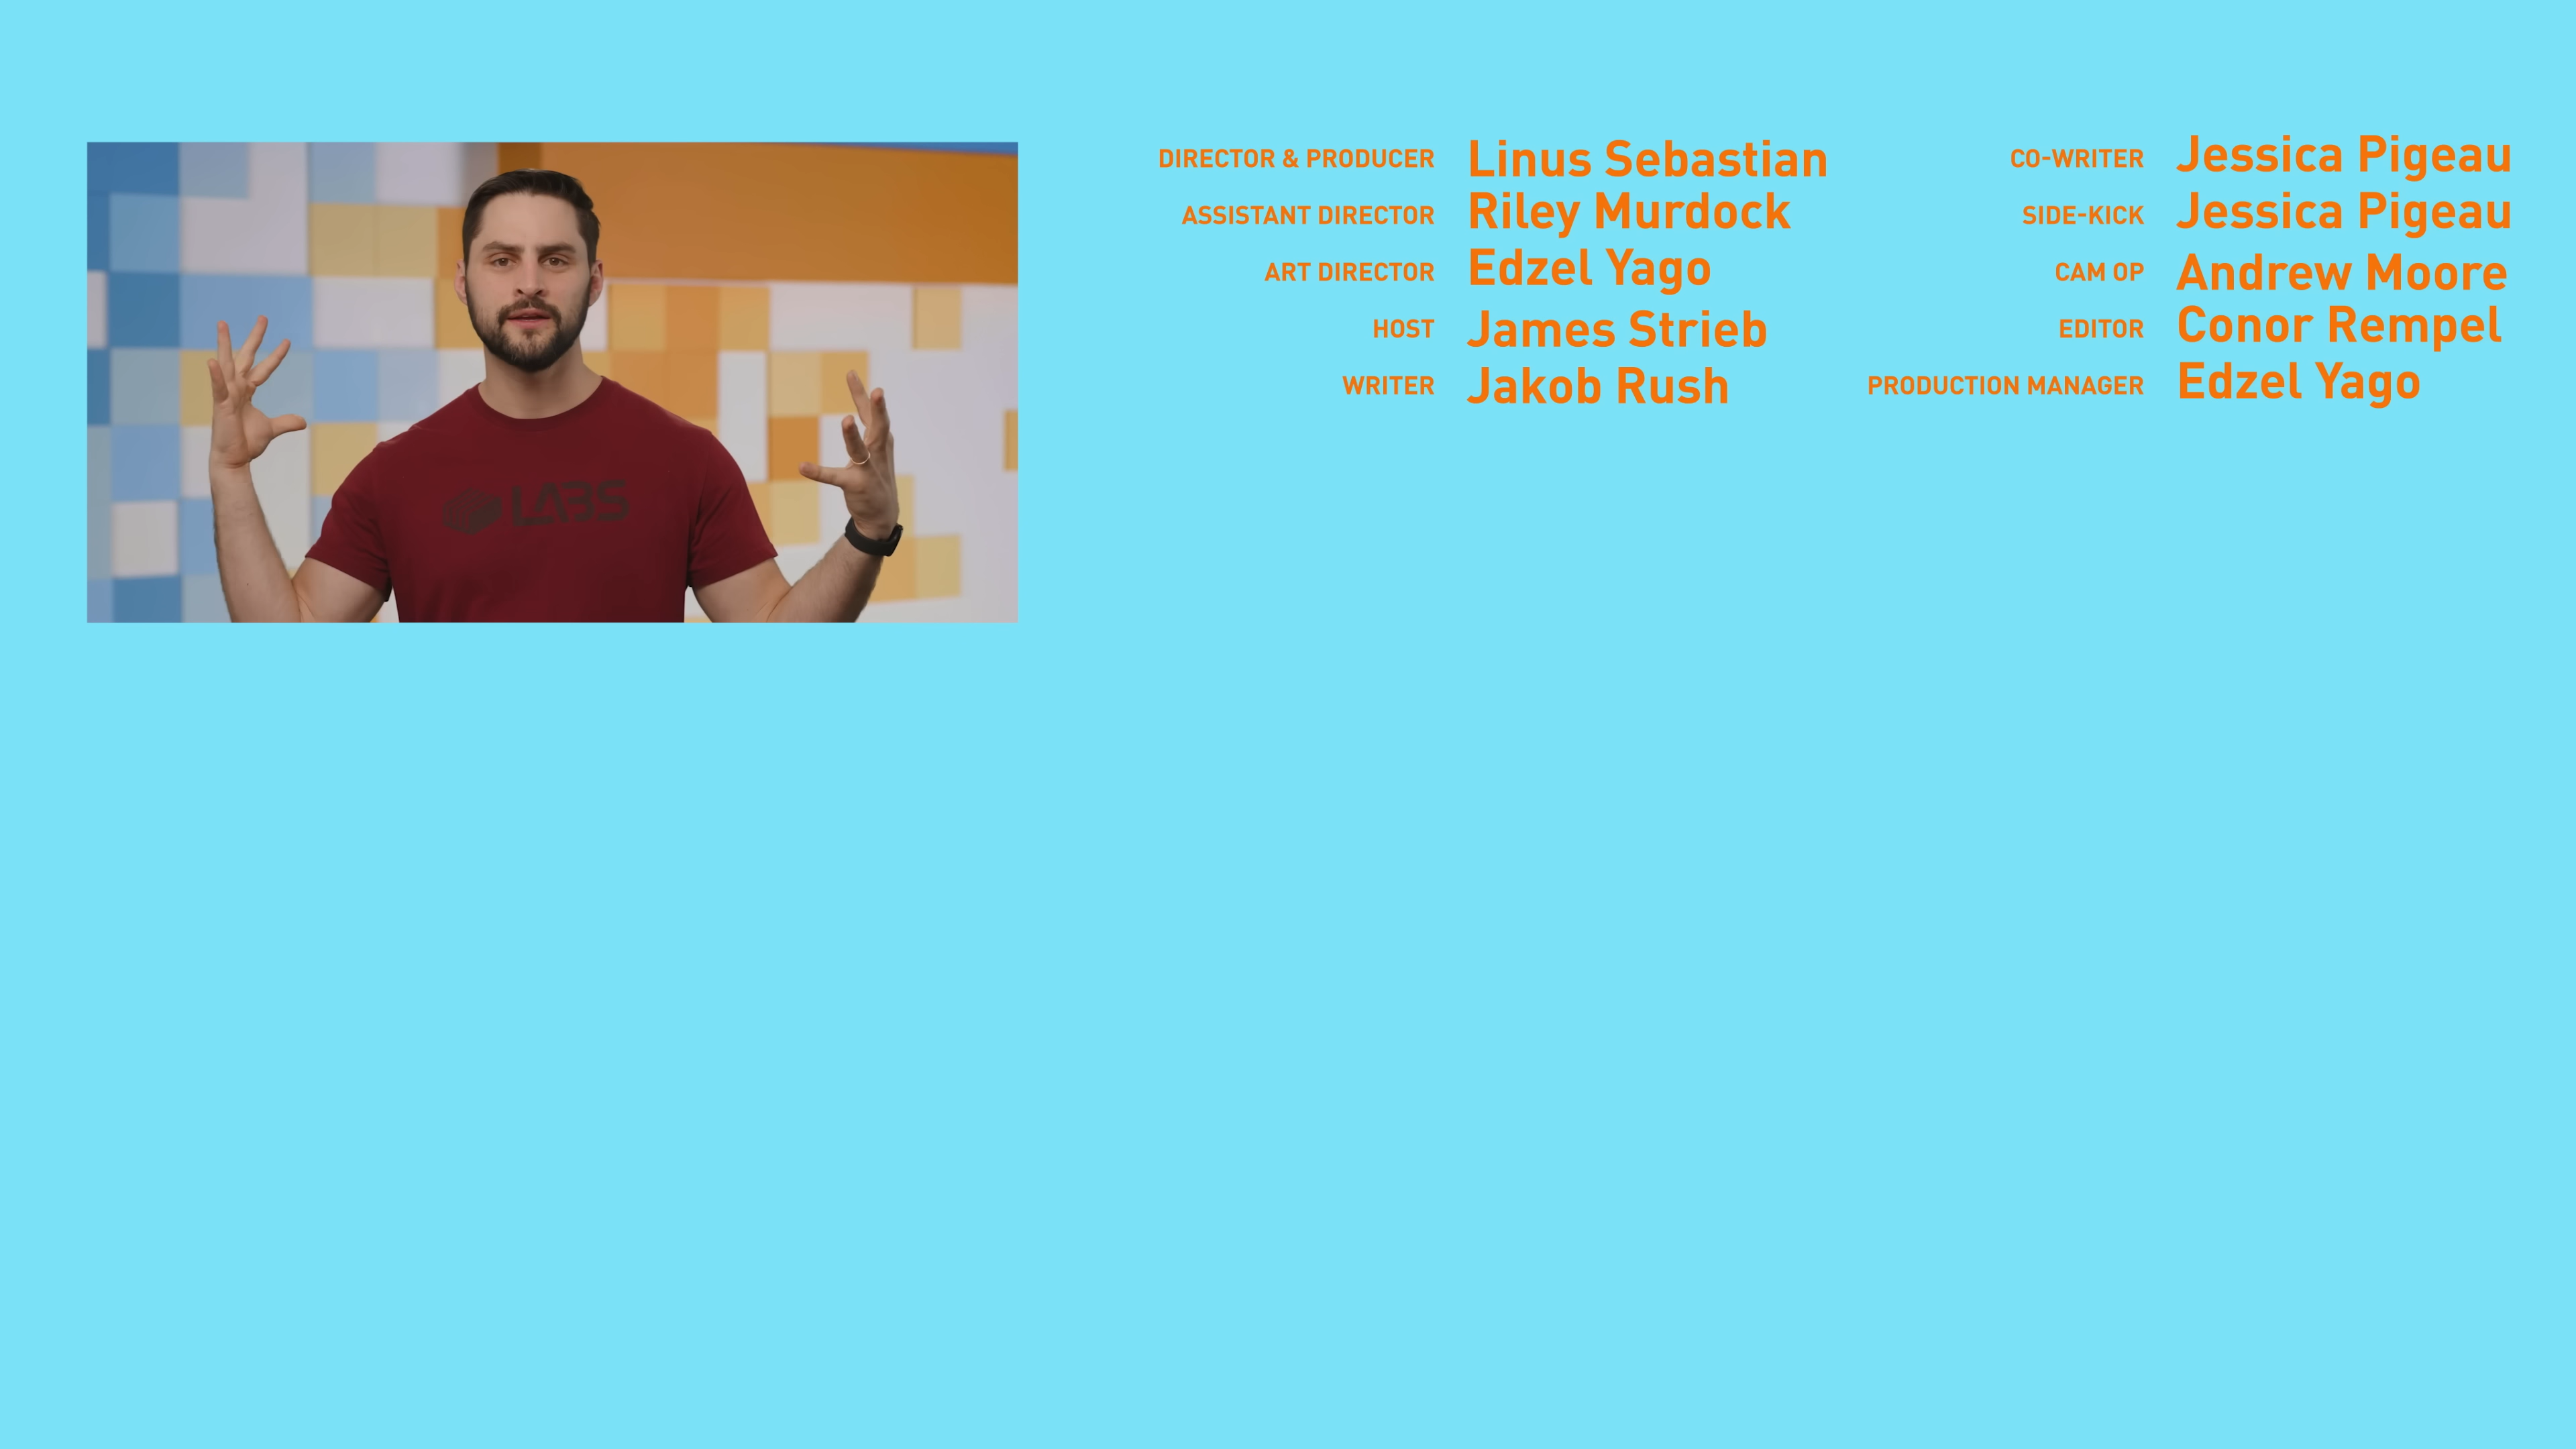 LABS
DIRECTOR & PRODUCER Linus Sebastian
ASSISTANT DIRECTOR Riley Murdock
ART DIRECTOR Edzel Yago
HOST James Strieb
WRITER Jakob Rush
CO-WRITER Jessica Pigeau
SIDE-KICK Jessica Pigeau
CAM OP Andrew Moore
EDITOR Conor Rempel
PRODUCTION MANAGER Edzel Yago